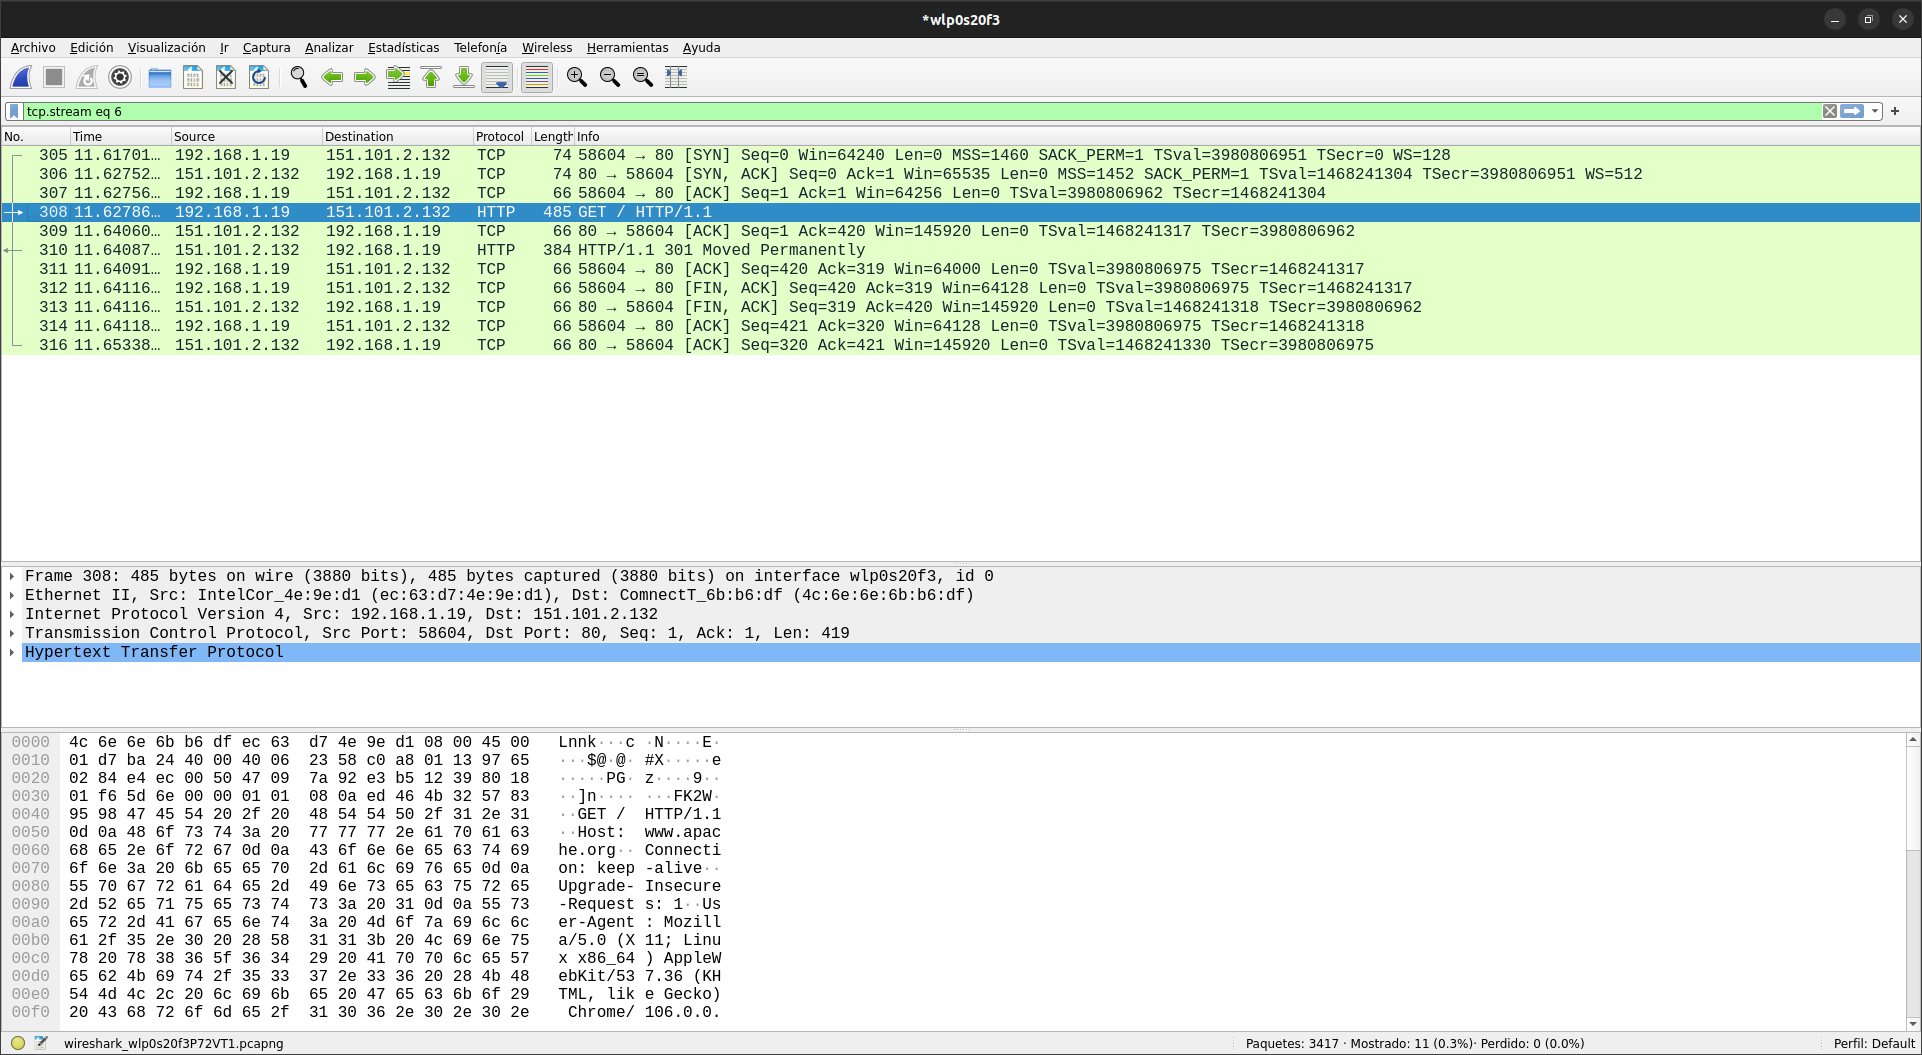 *wlp0s20f3
Archivo Edición Visualización Ir Captura Analizar Estadísticas Telefonía Wireless Herramientas Ayuda
tcp.stream eq 6
No. Time Source Destination Protocol Length Info
305 11.61701… 192.168.1.19 151.101.2.132 TCP 74 58604 → 80 [SYN] Seq=0 Win=64240 Len=0 MSS=1460 SACK_PERM=1 TSval=3980806951 TSecr=0 WS=128
306 11.62752… 151.101.2.132 192.168.1.19 TCP 74 80 → 58604 [SYN, ACK] Seq=0 Ack=1 Win=65535 Len=0 MSS=1452 SACK_PERM=1 TSval=1468241304 TSecr=3980806951 WS=512
307 11.62756… 192.168.1.19 151.101.2.132 TCP 66 58604 → 80 [ACK] Seq=1 Ack=1 Win=64256 Len=0 TSval=3980806962 TSecr=1468241304
308 11.62786… 192.168.1.19 151.101.2.132 HTTP 485 GET / HTTP/1.1
309 11.64060… 151.101.2.132 192.168.1.19 TCP 66 80 → 58604 [ACK] Seq=1 Ack=420 Win=145920 Len=0 TSval=1468241317 TSecr=3980806962
310 11.64087… 151.101.2.132 192.168.1.19 HTTP 384 HTTP/1.1 301 Moved Permanently
311 11.64091… 192.168.1.19 151.101.2.132 TCP 66 58604 → 80 [ACK] Seq=420 Ack=319 Win=64000 Len=0 TSval=3980806975 TSecr=1468241317
312 11.64116… 192.168.1.19 151.101.2.132 TCP 66 58604 → 80 [FIN, ACK] Seq=420 Ack=319 Win=64128 Len=0 TSval=3980806975 TSecr=1468241317
313 11.64116… 151.101.2.132 192.168.1.19 TCP 66 80 → 58604 [FIN, ACK] Seq=319 Ack=420 Win=145920 Len=0 TSval=1468241318 TSecr=3980806962
314 11.64118… 192.168.1.19 151.101.2.132 TCP 66 58604 → 80 [ACK] Seq=421 Ack=320 Win=64128 Len=0 TSval=3980806975 TSecr=1468241318
316 11.65338… 151.101.2.132 192.168.1.19 TCP 66 80 → 58604 [ACK] Seq=320 Ack=421 Win=145920 Len=0 TSval=1468241330 TSecr=3980806975
Frame 308: 485 bytes on wire (3880 bits), 485 bytes captured (3880 bits) on interface wlp0s20f3, id 0
Ethernet II, Src: IntelCor_4e:9e:d1 (ec:63:d7:4e:9e:d1), Dst: ComnectT_6b:b6:df (4c:6e:6e:6b:b6:df)
Internet Protocol Version 4, Src: 192.168.1.19, Dst: 151.101.2.132
Transmission Control Protocol, Src Port: 58604, Dst Port: 80, Seq: 1, Ack: 1, Len: 419
Hypertext Transfer Protocol
0000 4c 6e 6e 6b b6 df ec 63 d7 4e 9e d1 08 00 45 00 Lnnk···c ·N····E·
0010 01 d7 ba 24 40 00 40 06 23 58 c0 a8 01 13 97 65 ···$@·@· #X·····e
0020 02 84 e4 ec 00 50 47 09 7a 92 e3 b5 12 39 80 18 ·····PG· z····9··
0030 01 f6 5d 6e 00 00 01 01 08 0a ed 46 4b 32 57 83 ··]n···· ···FK2W·
0040 95 98 47 45 54 20 2f 20 48 54 54 50 2f 31 2e 31 ··GET / HTTP/1.1
0050 0d 0a 48 6f 73 74 3a 20 77 77 77 2e 61 70 61 63 ··Host: www.apac
0060 68 65 2e 6f 72 67 0d 0a 43 6f 6e 6e 65 63 74 69 he.org·· Connecti
0070 6f 6e 3a 20 6b 65 65 70 2d 61 6c 69 76 65 0d 0a on: keep -alive··
0080 55 70 67 72 61 64 65 2d 49 6e 73 65 63 75 72 65 Upgrade- Insecure
0090 2d 52 65 71 75 65 73 74 73 3a 20 31 0d 0a 55 73 -Request s: 1··Us
00a0 65 72 2d 41 67 65 6e 74 3a 20 4d 6f 7a 69 6c 6c er-Agent : Mozill
00b0 61 2f 35 2e 30 20 28 58 31 31 3b 20 4c 69 6e 75 a/5.0 (X 11; Linu
00c0 78 20 78 38 36 5f 36 34 29 20 41 70 70 6c 65 57 x x86_64 ) AppleW
00d0 65 62 4b 69 74 2f 35 33 37 2e 33 36 20 28 4b 48 ebKit/53 7.36 (KH
00e0 54 4d 4c 2c 20 6c 69 6b 65 20 47 65 63 6b 6f 29 TML, lik e Gecko)
00f0 20 43 68 72 6f 6d 65 2f 31 30 36 2e 30 2e 30 2e Chrome/ 106.0.0.
wireshark_wlp0s20f3P72VT1.pcapng Paquetes: 3417 · Mostrado: 11 (0.3%)· Perdido: 0 (0.0%) Perfil: Default